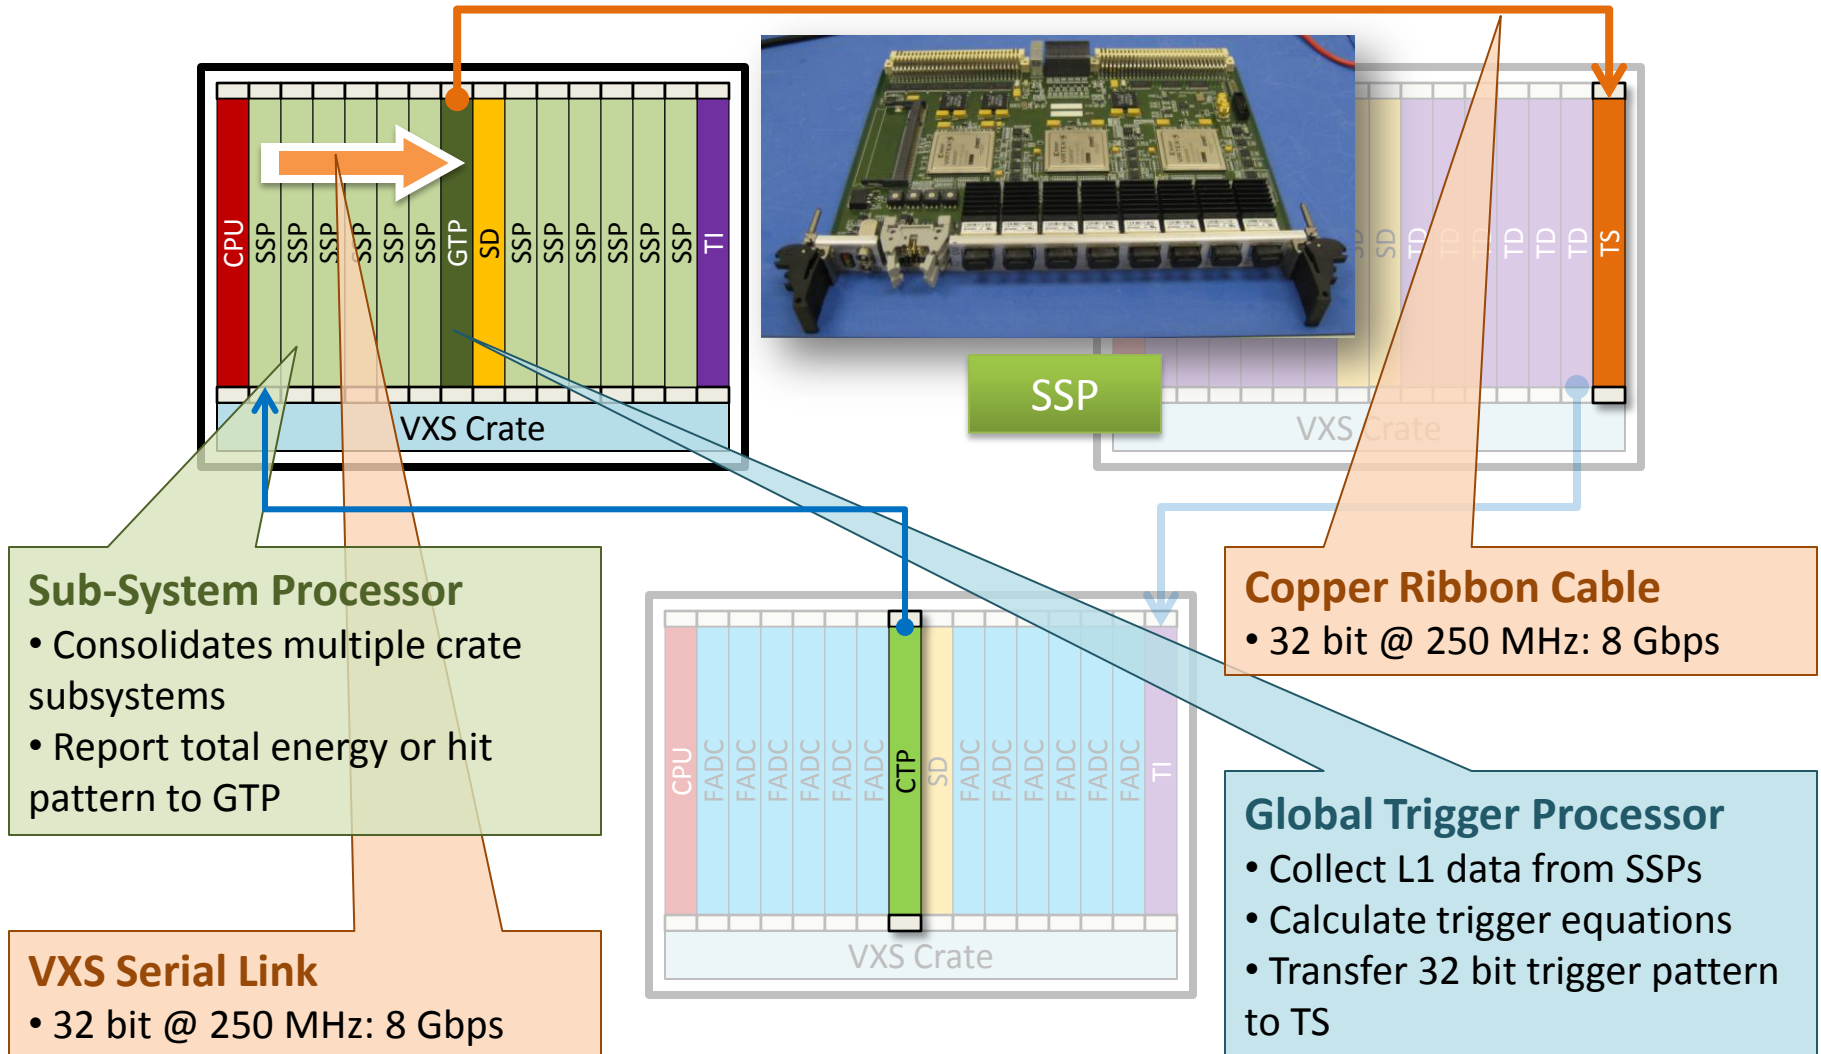 CPU
SSP
SSP
SSP
SSP
SSP
SSP
GTP
SD
SSP
SSP
SSP
SSP
SSP
SSP
TI
VXS Crate
SSP
SD
TD
TD
TD
TD
TD
TD
TS
VXS Crate
Sub-System Processor
• Consolidates multiple crate
subsystems
• Report total energy or hit
pattern to GTP
VXS Serial Link
• 32 bit @ 250 MHz: 8 Gbps
CPU
FADC
FADC
FADC
FADC
FADC
FADC
CTP
SD
FADC
FADC
FADC
FADC
FADC
FADC
TI
VXS Crate
Copper Ribbon Cable
• 32 bit @ 250 MHz: 8 Gbps
Global Trigger Processor
• Collect L1 data from SSPs
• Calculate trigger equations
• Transfer 32 bit trigger pattern
to TS